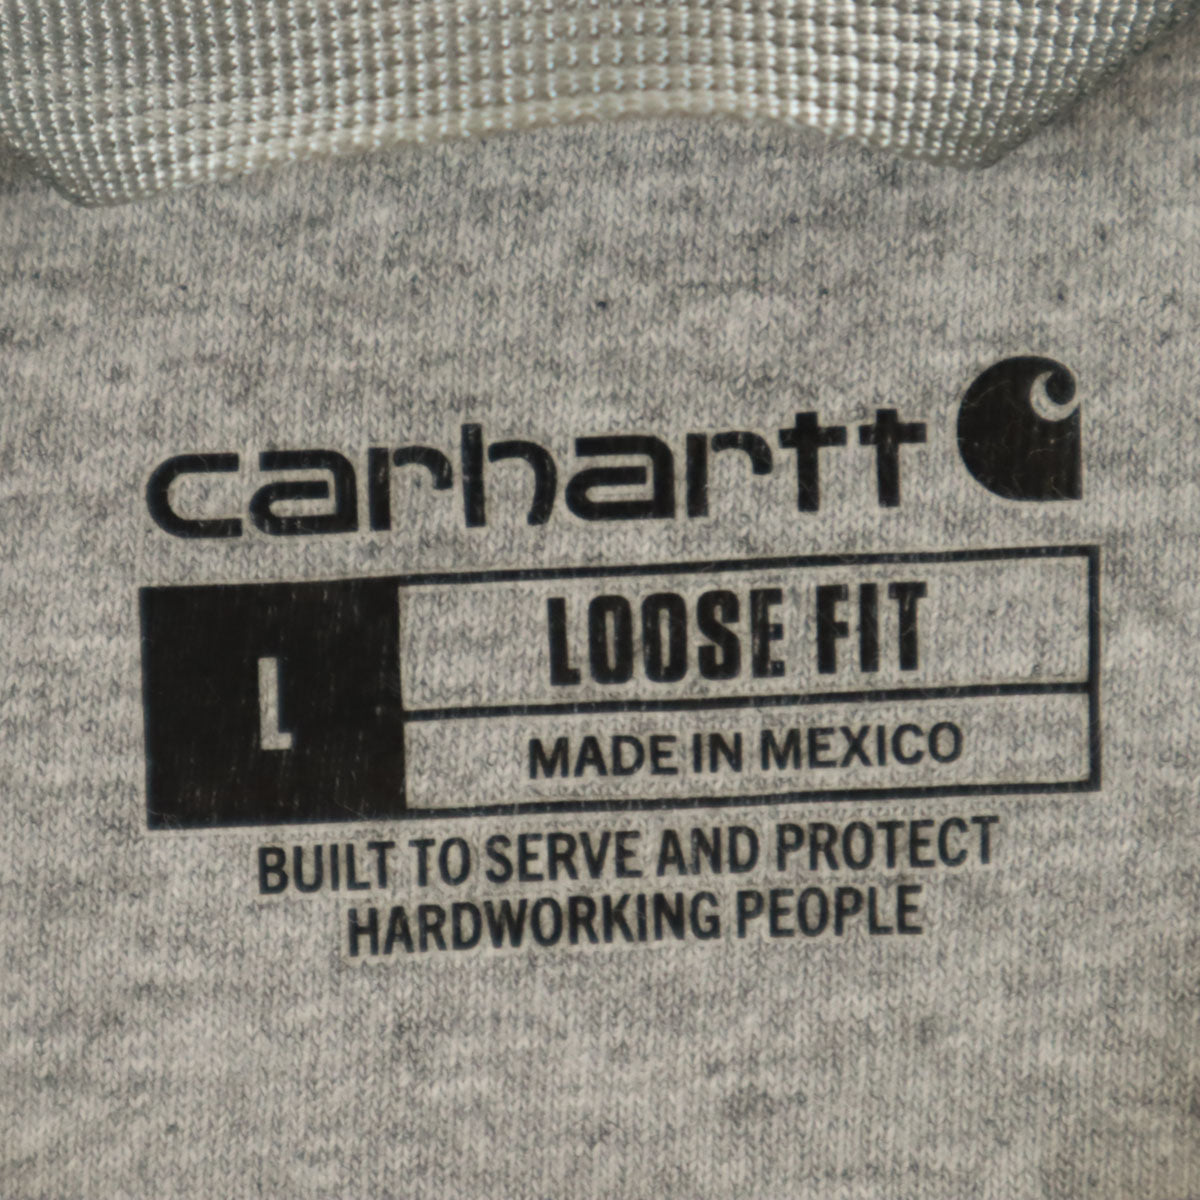 carhartt
L
LOOSE FIT
MADE IN MEXICO
BUILT TO SERVE AND PROTECT
HARDWORKING PEOPLE